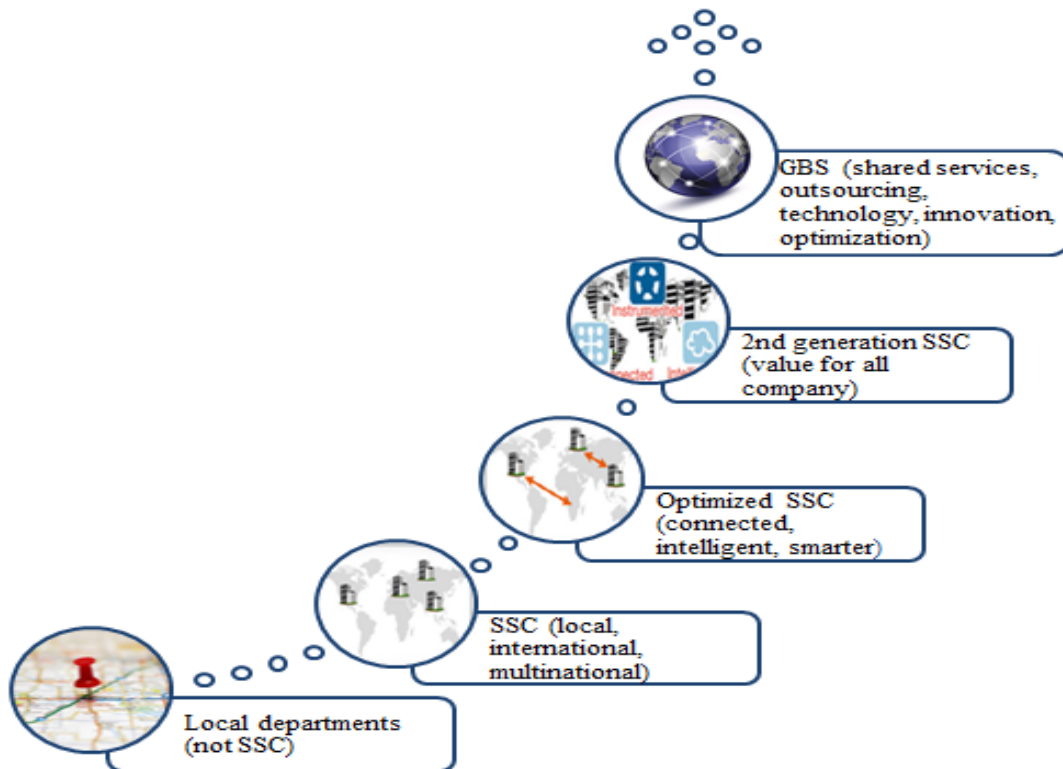 GBS (shared services,
outsourcing,
technology, innovation,
optimization)
Instrumented
2nd generation SSC
(value for all
company)
Optimized SSC
(connected,
intelligent, smarter)
SSC (local,
international,
multinational)
Local departments
(not SSC)